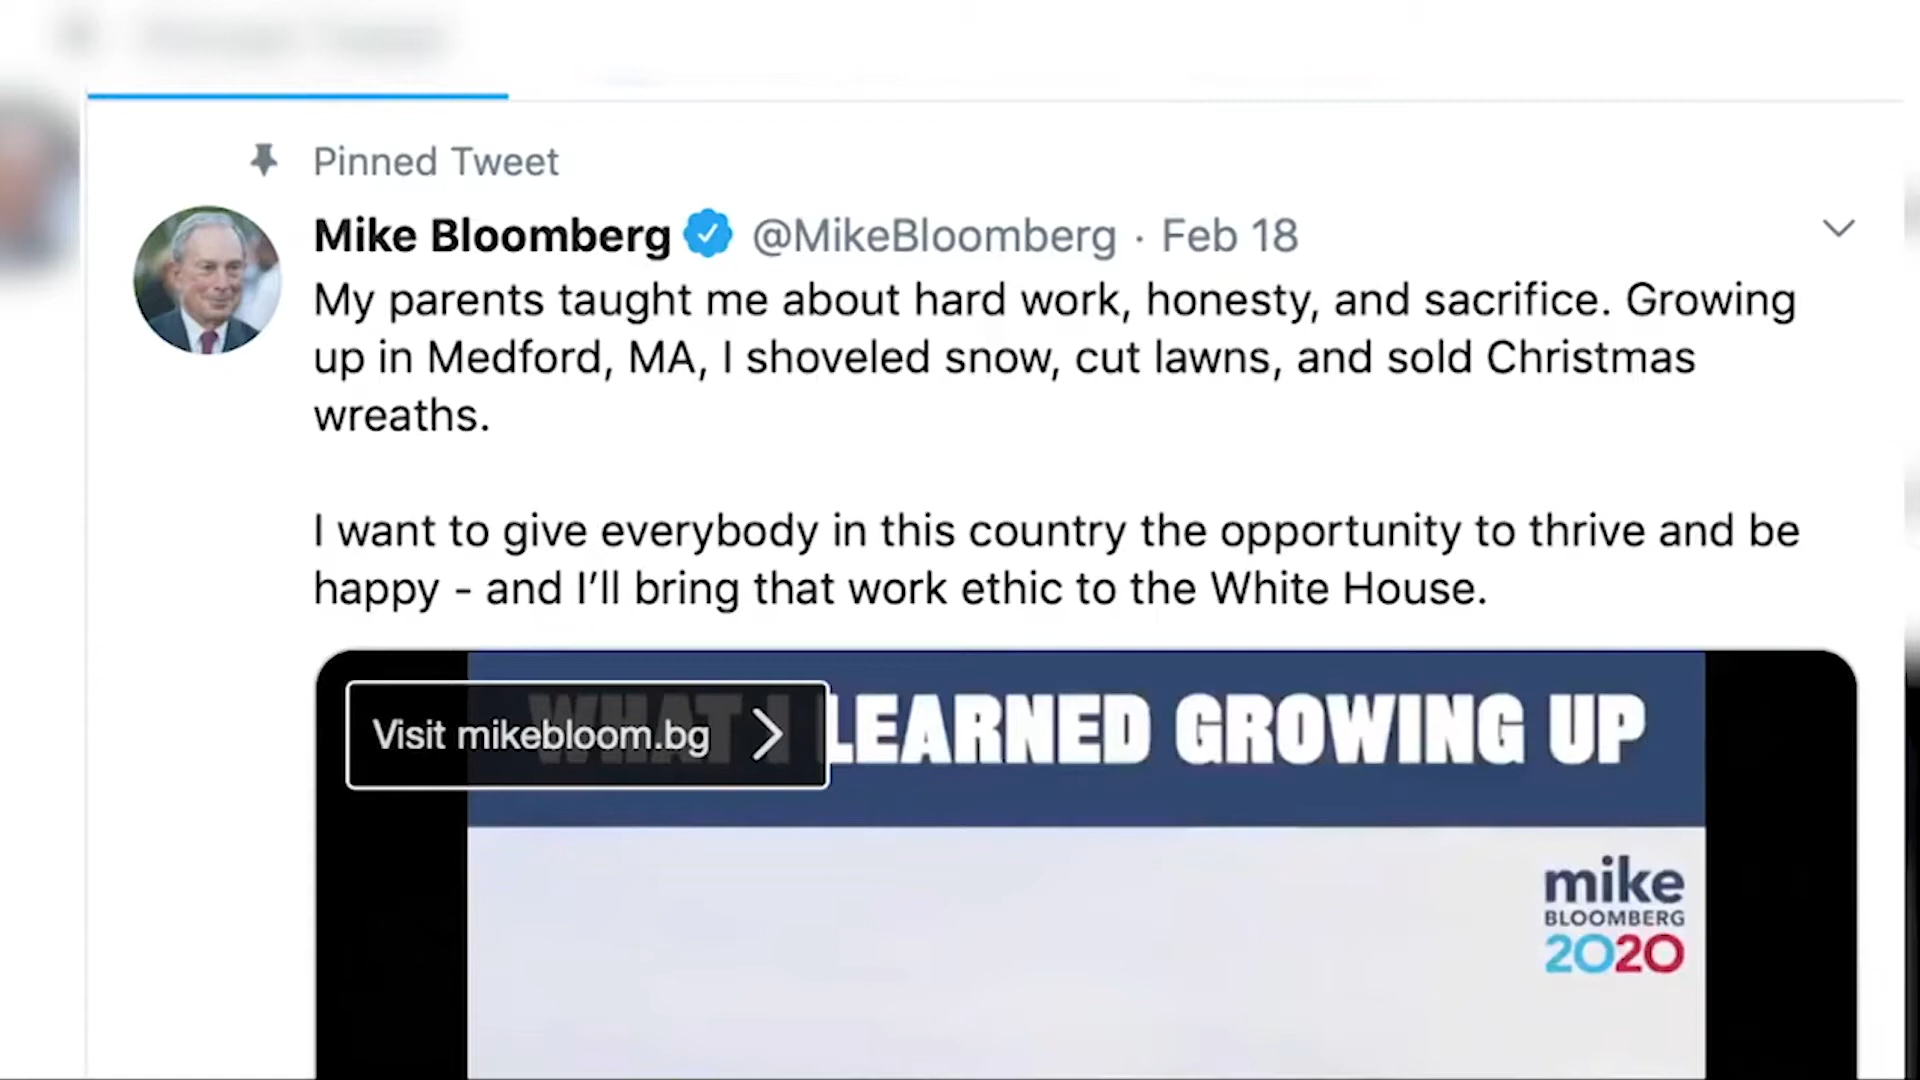 Pinned Tweet
Mike Bloomberg @MikeBloomberg · Feb 18
My parents taught me about hard work, honesty, and sacrifice. Growing
up in Medford, MA, I shoveled snow, cut lawns, and sold Christmas
wreaths.
I want to give everybody in this country the opportunity to thrive and be
happy - and I’ll bring that work ethic to the White House.
WHAT I LEARNED GROWING UP
Visit mikebloom.bg
mike
BLOOMBERG
2020